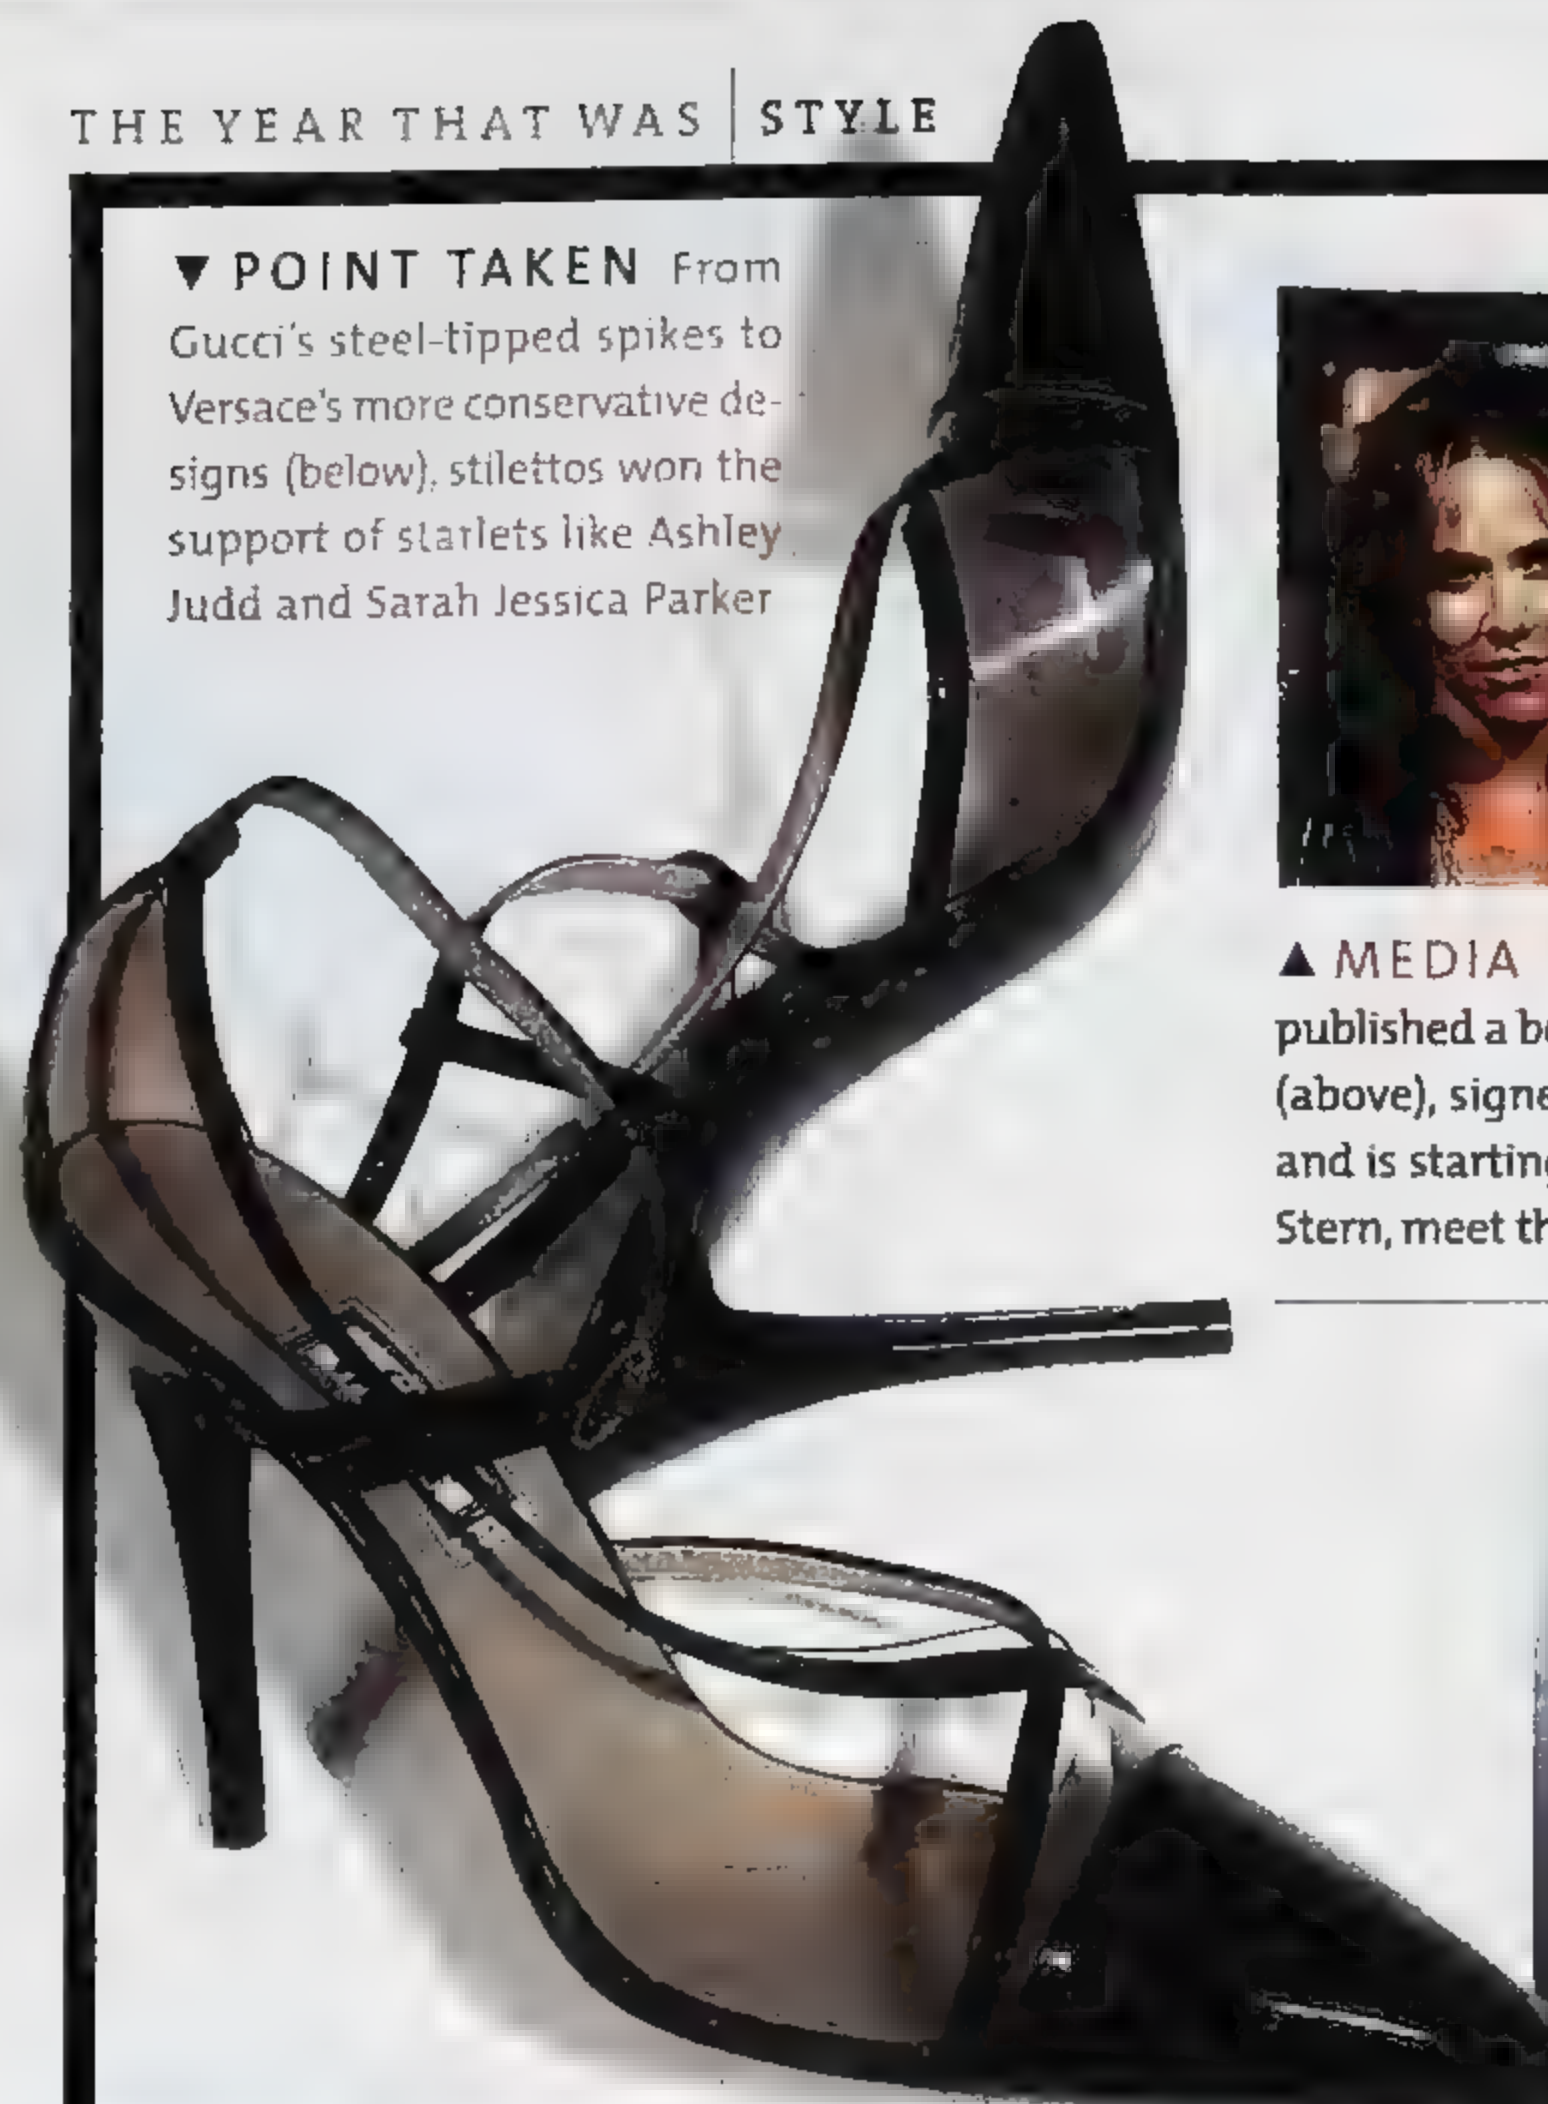 THE YEAR THAT WAS | STYLE
▼ POINT TAKEN From
Gucci's steel-tipped spikes to
Versace's more conservative de-
signs (below), stilettos won the
support of starlets like Ashley
Judd and Sarah Jessica Parker
▲ MEDIA
published a
(above),
and is
Stern, meet